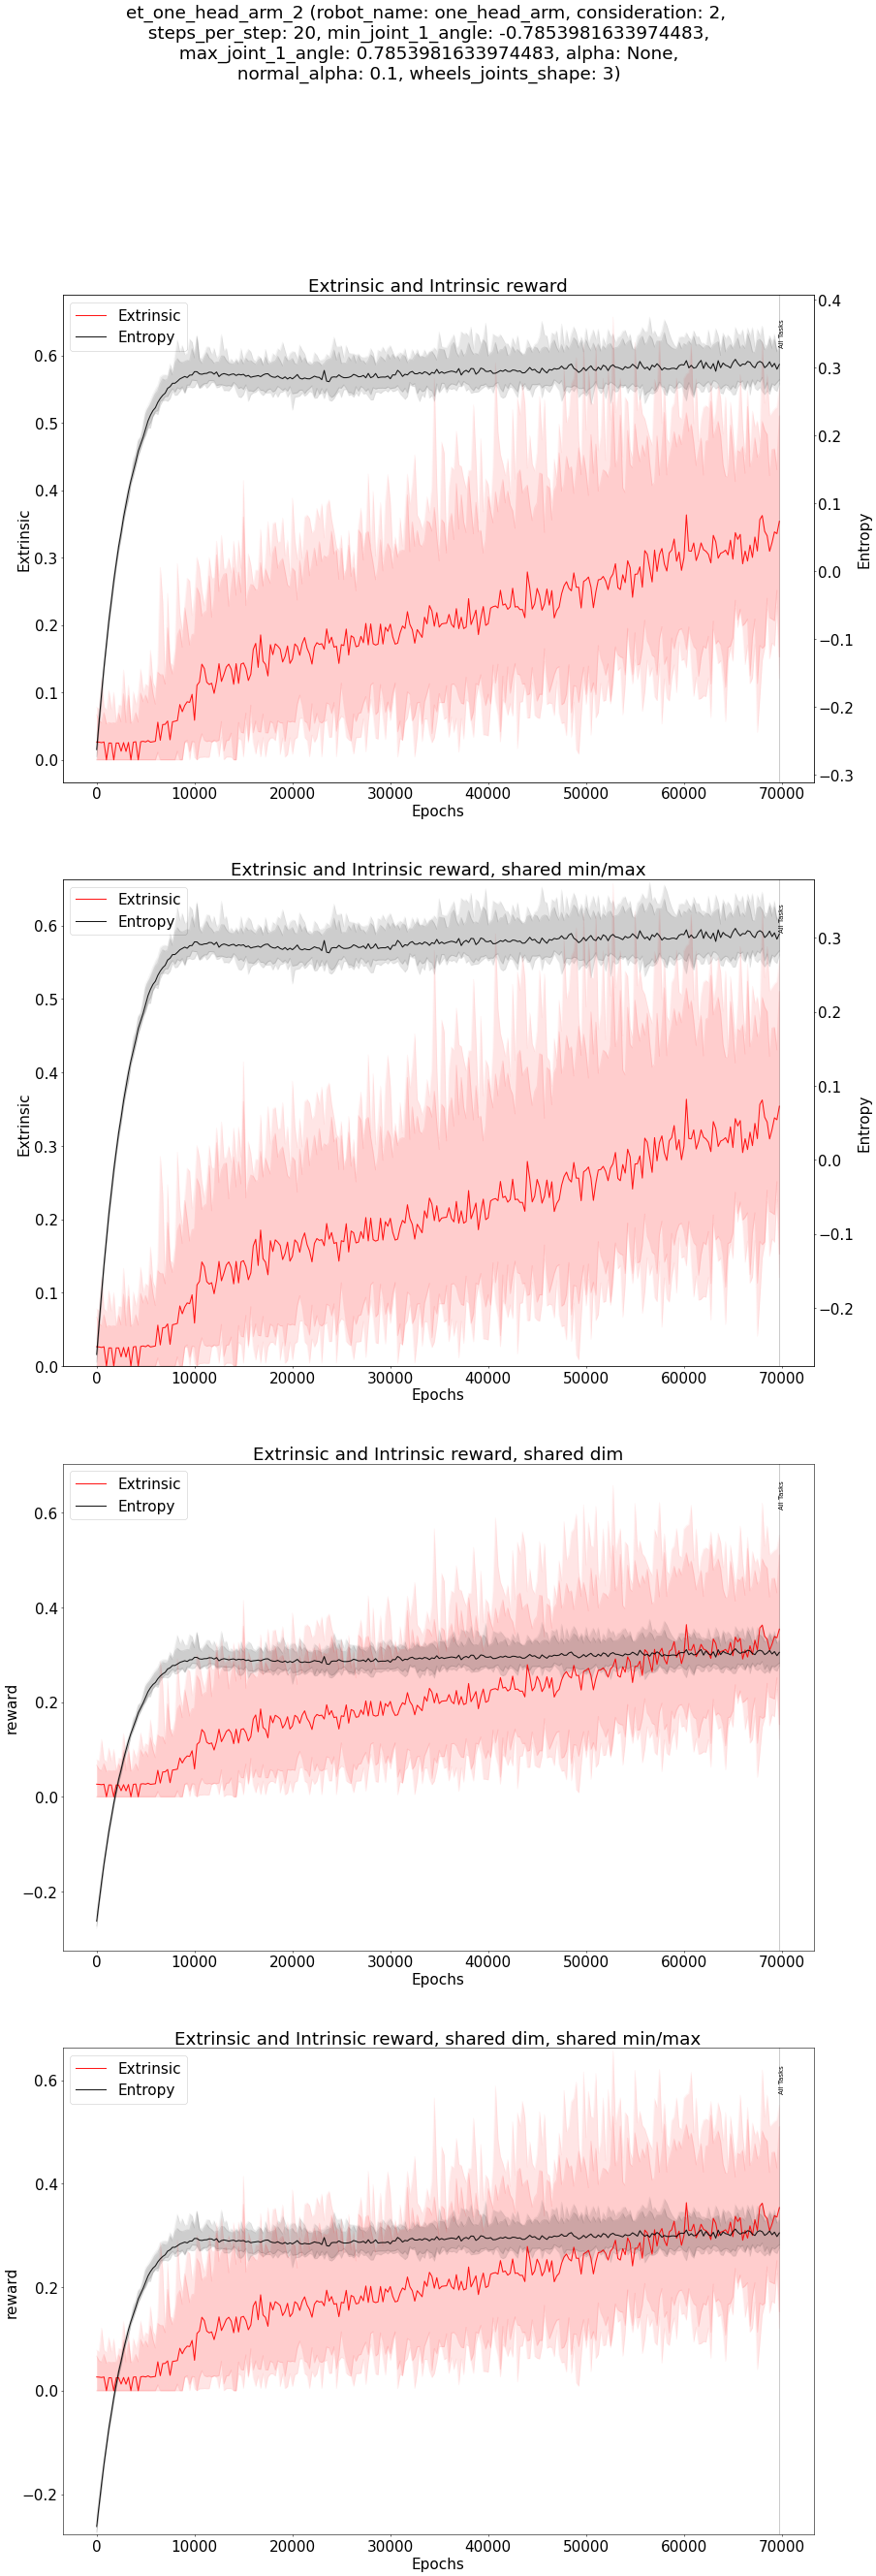 et_one_head_arm_2 (robot_name: one_head_arm, consideration: 2,
steps_per_step: 20, min_joint_1_angle: -0.7853981633974483,
max_joint_1_angle: 0.7853981633974483, alpha: None,
normal_alpha: 0.1, wheels_joints_shape: 3)
Extrinsic and Intrinsic reward
Extrinsic
Entropy
All Tasks
0.6
0.5
0.4
0.3
0.2
0.1
0.0
Extrinsic
0.4
0.3
0.2
0.1
0.0
−0.1
−0.2
−0.3
Entropy
0 10000 20000 30000 40000 50000 60000 70000
Epochs
Extrinsic and Intrinsic reward, shared min/max
Extrinsic
Entropy
All Tasks
0.6
0.5
0.4
0.3
0.2
0.1
0.0
Extrinsic
0.3
0.2
0.1
0.0
−0.1
−0.2
Entropy
0 10000 20000 30000 40000 50000 60000 70000
Epochs
Extrinsic and Intrinsic reward, shared dim
Extrinsic
Entropy
All Tasks
0.6
0.4
0.2
0.0
−0.2
reward
0 10000 20000 30000 40000 50000 60000 70000
Epochs
Extrinsic and Intrinsic reward, shared dim, shared min/max
Extrinsic
Entropy
All Tasks
0.6
0.4
0.2
0.0
−0.2
reward
0 10000 20000 30000 40000 50000 60000 70000
Epochs